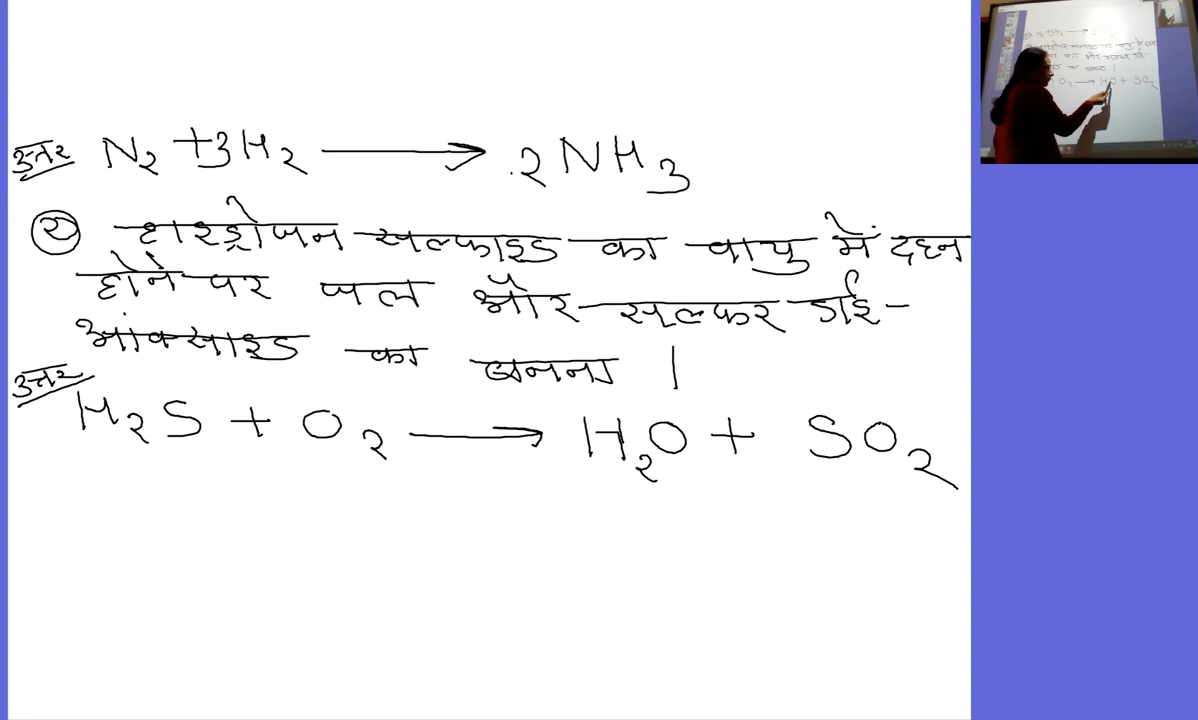 उत्तर N₂ + 3H₂ ⟶ 2NH₃
② हाइड्रोजन सल्फाइड का वायु में दहन
होने पर जल और सल्फर डाई-
आंक्साइड का बनना |
उत्तर H₂S + O₂ ⟶ H₂O + SO₂